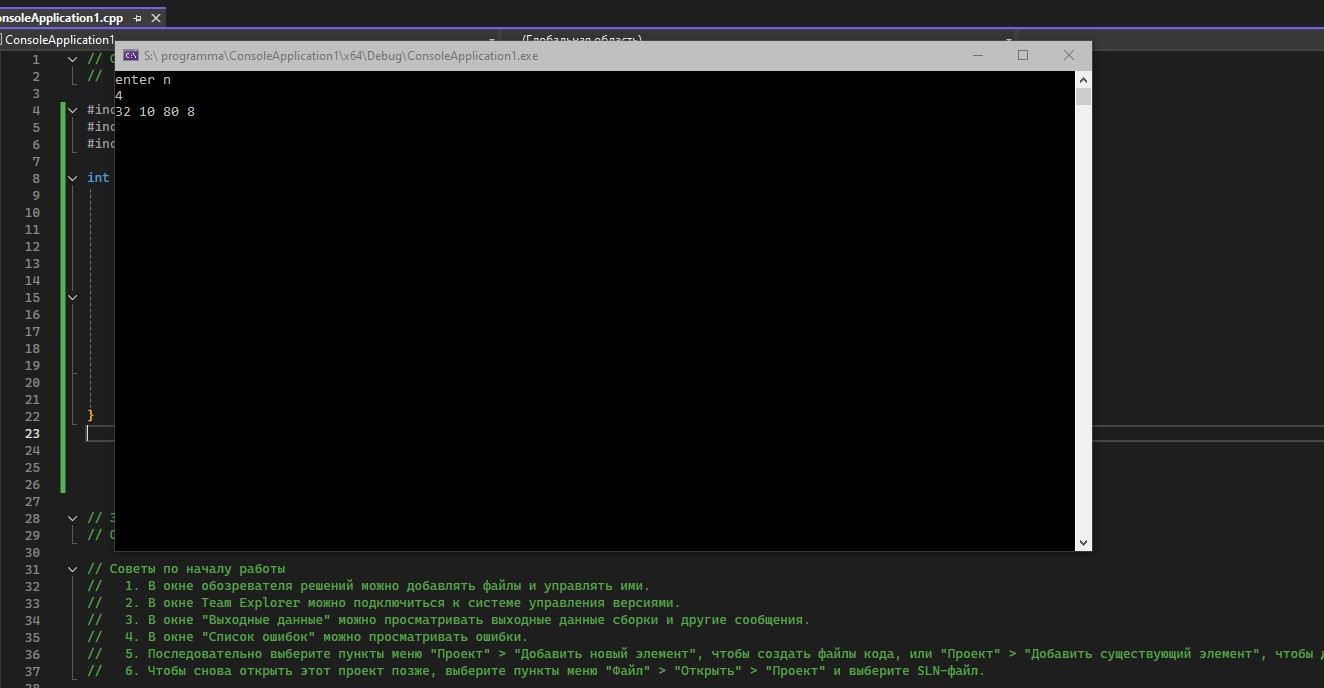 onsoleApplication1.cpp
ConsoleApplication1
(Глобальная область)
S:\ programma\ConsoleApplication1\x64\Debug\ConsoleApplication1.exe
enter n
4
32 10 80 8
1 //
2 //
3
4 #inc
5 #inc
6 #inc
7
8 int
9
10
11
12
13
14
15
16
17
18
19
20
21
22 }
23
24
25
26
27
28 //
29 //
30
31 // Советы по началу работы
32 // 1. В окне обозревателя решений можно добавлять файлы и управлять ими.
33 // 2. В окне Team Explorer можно подключиться к системе управления версиями.
34 // 3. В окне "Выходные данные" можно просматривать выходные данные сборки и другие сообщения.
35 // 4. В окне "Список ошибок" можно просматривать ошибки.
36 // 5. Последовательно выберите пункты меню "Проект" > "Добавить новый элемент", чтобы создать файлы кода, или "Проект" > "Добавить существующий элемент", чтобы
37 // 6. Чтобы снова открыть этот проект позже, выберите пункты меню "Файл" > "Открыть" > "Проект" и выберите SLN-файл.